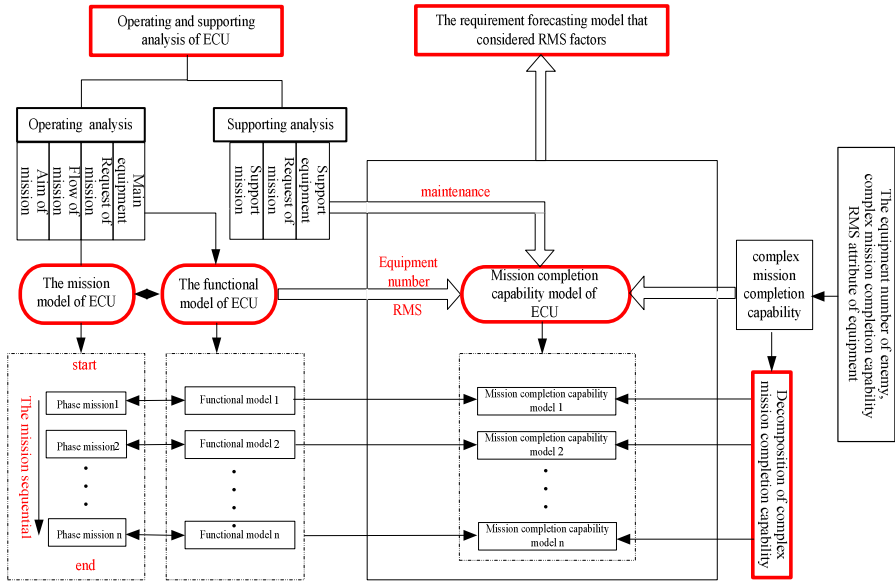 Operating and supporting
analysis of ECU
The requirement forecasting model that
considered RMS factors
Operating analysis
Supporting analysis
Aim of
mission
Flow of
mission
Request of
mission
Main
equipment
Support
mission
Request of
mission
Support
equipment
maintenance
The equipment number of enemy,
complex mission completion capability
RMS attribute of equipment
The mission
model of ECU
The functional
model of ECU
Equipment
number
RMS
Mission completion
capability model of
ECU
complex
mission
completion
capability
start
The mission sequential
Phase mission1
Functional model 1
Mission completion capability
model 1
Phase mission2
Functional model 2
Mission completion capability
model 2
Phase mission n
Functional model n
Mission completion capability
model n
end
Decomposition of complex
mission completion capability